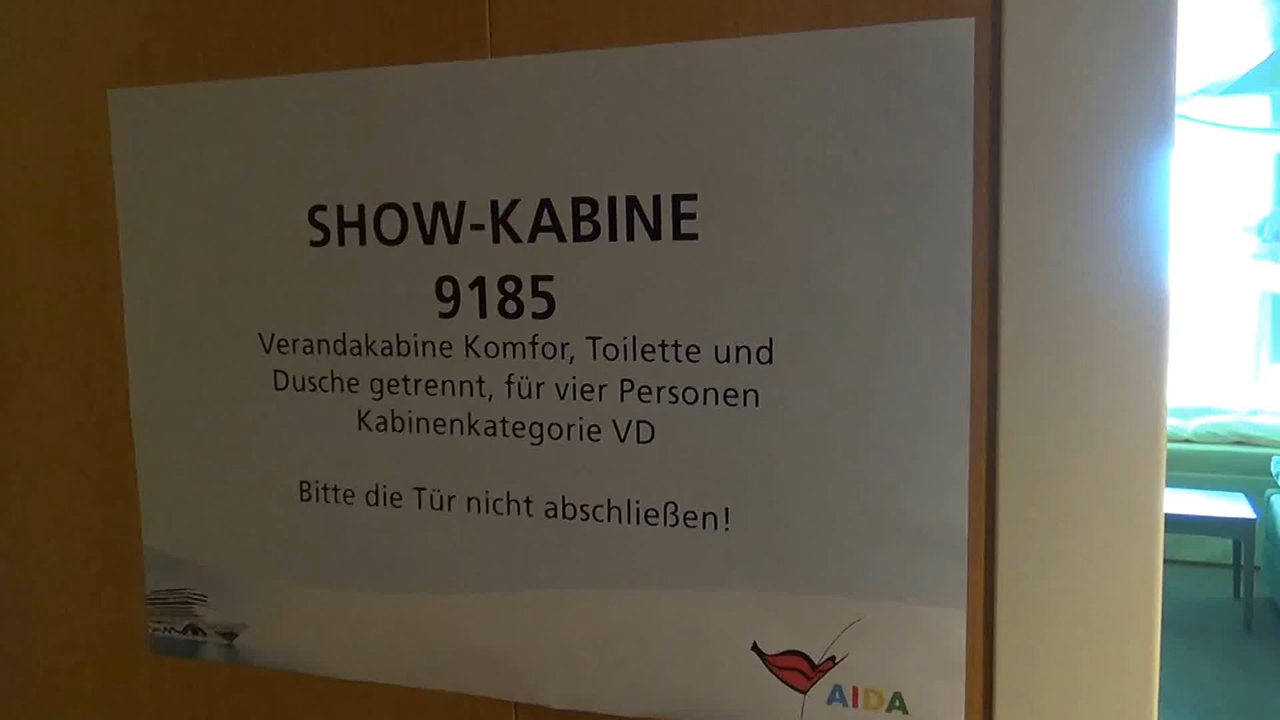 SHOW-KABINE
9185
Verandakabine Komfor, Toilette und
Dusche getrennt, für vier Personen
Kabinenkategorie VD
Bitte die Tür nicht abschließen!
AIDA